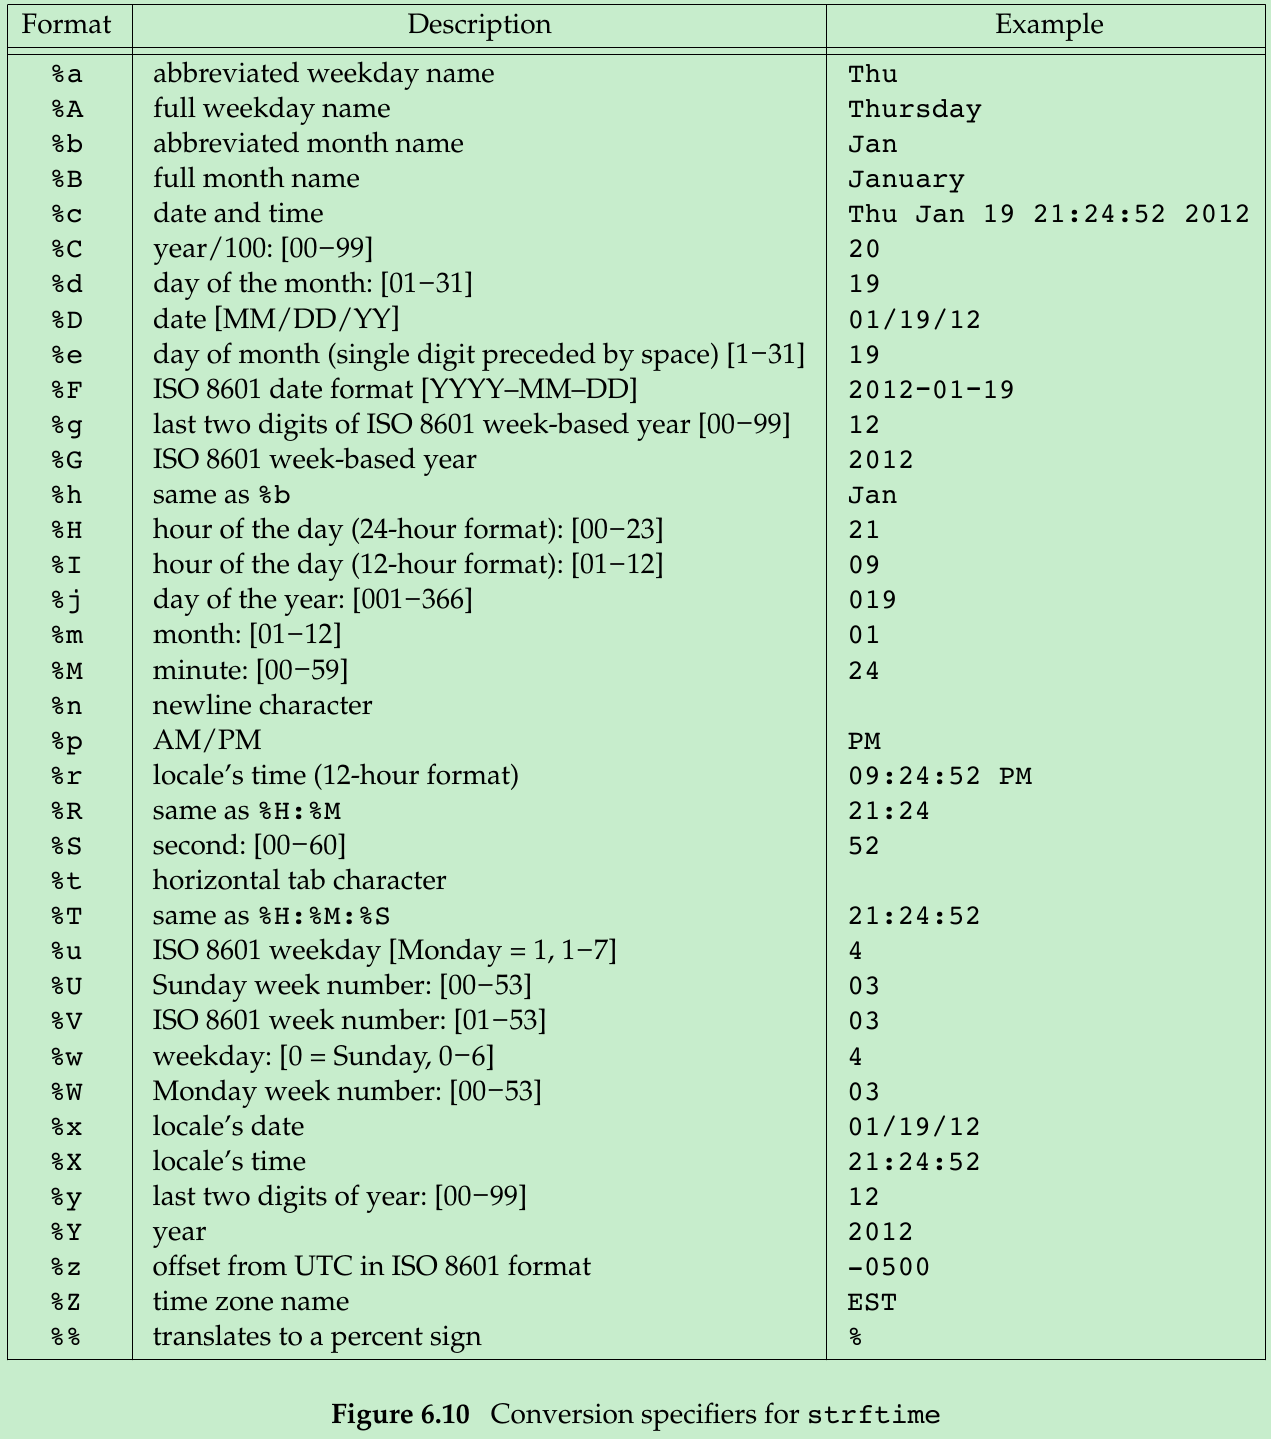 Format Description Example
%a abbreviated weekday name Thu
%A full weekday name Thursday
%b abbreviated month name Jan
%B full month name January
%c date and time Thu Jan 19 21:24:52 2012
%C year/100: [00−99] 20
%d day of the month: [01−31] 19
%D date [MM/DD/YY] 01/19/12
%e day of month (single digit preceded by space) [1−31] 19
%F ISO 8601 date format [YYYY–MM–DD] 2012-01-19
%g last two digits of ISO 8601 week-based year [00−99] 12
%G ISO 8601 week-based year 2012
%h same as %b Jan
%H hour of the day (24-hour format): [00−23] 21
%I hour of the day (12-hour format): [01−12] 09
%j day of the year: [001−366] 019
%m month: [01−12] 01
%M minute: [00−59] 24
%n newline character
%p AM/PM PM
%r locale’s time (12-hour format) 09:24:52 PM
%R same as %H:%M 21:24
%S second: [00−60] 52
%t horizontal tab character
%T same as %H:%M:%S 21:24:52
%u ISO 8601 weekday [Monday = 1, 1−7] 4
%U Sunday week number: [00−53] 03
%V ISO 8601 week number: [01−53] 03
%w weekday: [0 = Sunday, 0−6] 4
%W Monday week number: [00−53] 03
%x locale’s date 01/19/12
%X locale’s time 21:24:52
%y last two digits of year: [00−99] 12
%Y year 2012
%z offset from UTC in ISO 8601 format -0500
%Z time zone name EST
%% translates to a percent sign %
Figure 6.10 Conversion specifiers for strftime